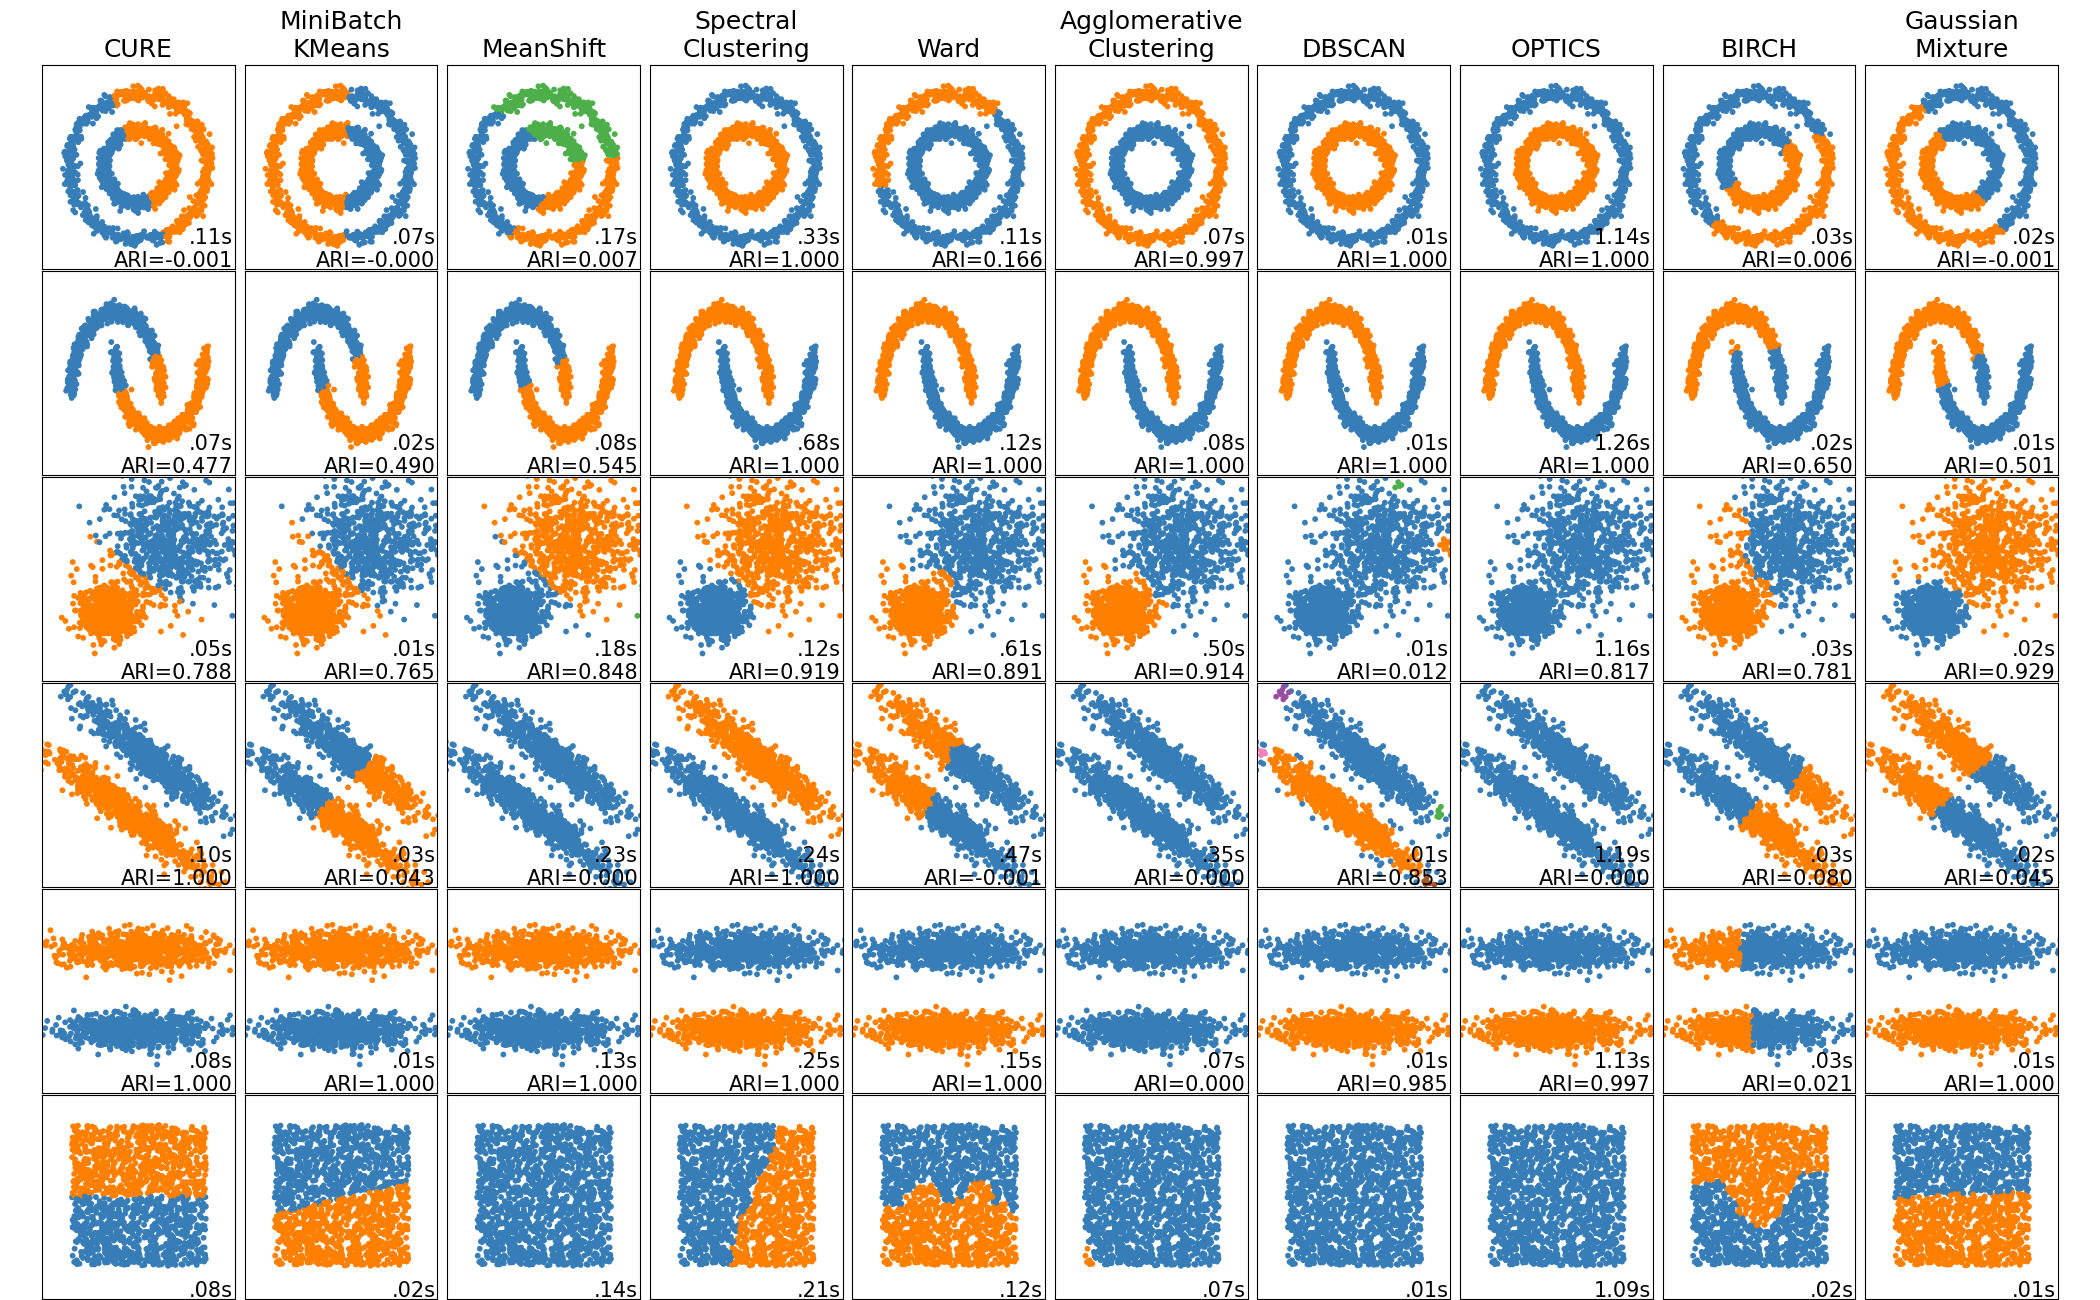 CURE
MiniBatch
KMeans
MeanShift
Spectral
Clustering
Ward
Agglomerative
Clustering
DBSCAN
OPTICS
BIRCH
Gaussian
Mixture
.11s
ARI=-0.001
.07s
ARI=-0.000
.17s
ARI=0.007
.33s
ARI=1.000
.11s
ARI=0.166
.07s
ARI=0.997
.01s
ARI=1.000
1.14s
ARI=1.000
.03s
ARI=0.006
.02s
ARI=-0.001
.07s
ARI=0.477
.02s
ARI=0.490
.08s
ARI=0.545
.68s
ARI=1.000
.12s
ARI=1.000
.08s
ARI=1.000
.01s
ARI=1.000
1.26s
ARI=1.000
.02s
ARI=0.650
.01s
ARI=0.501
.05s
ARI=0.788
.01s
ARI=0.765
.18s
ARI=0.848
.12s
ARI=0.919
.61s
ARI=0.891
.50s
ARI=0.914
.01s
ARI=0.012
1.16s
ARI=0.817
.03s
ARI=0.781
.02s
ARI=0.929
.10s
ARI=1.000
.03s
ARI=0.043
.23s
ARI=0.000
.24s
ARI=1.000
.47s
ARI=-0.001
.35s
ARI=0.000
.01s
ARI=0.853
1.19s
ARI=0.000
.03s
ARI=0.080
.02s
ARI=0.045
.08s
ARI=1.000
.01s
ARI=1.000
.13s
ARI=1.000
.25s
ARI=1.000
.15s
ARI=1.000
.07s
ARI=0.000
.01s
ARI=0.985
1.13s
ARI=0.997
.03s
ARI=0.021
.01s
ARI=1.000
.08s
.02s
.14s
.21s
.12s
.07s
.01s
1.09s
.02s
.01s